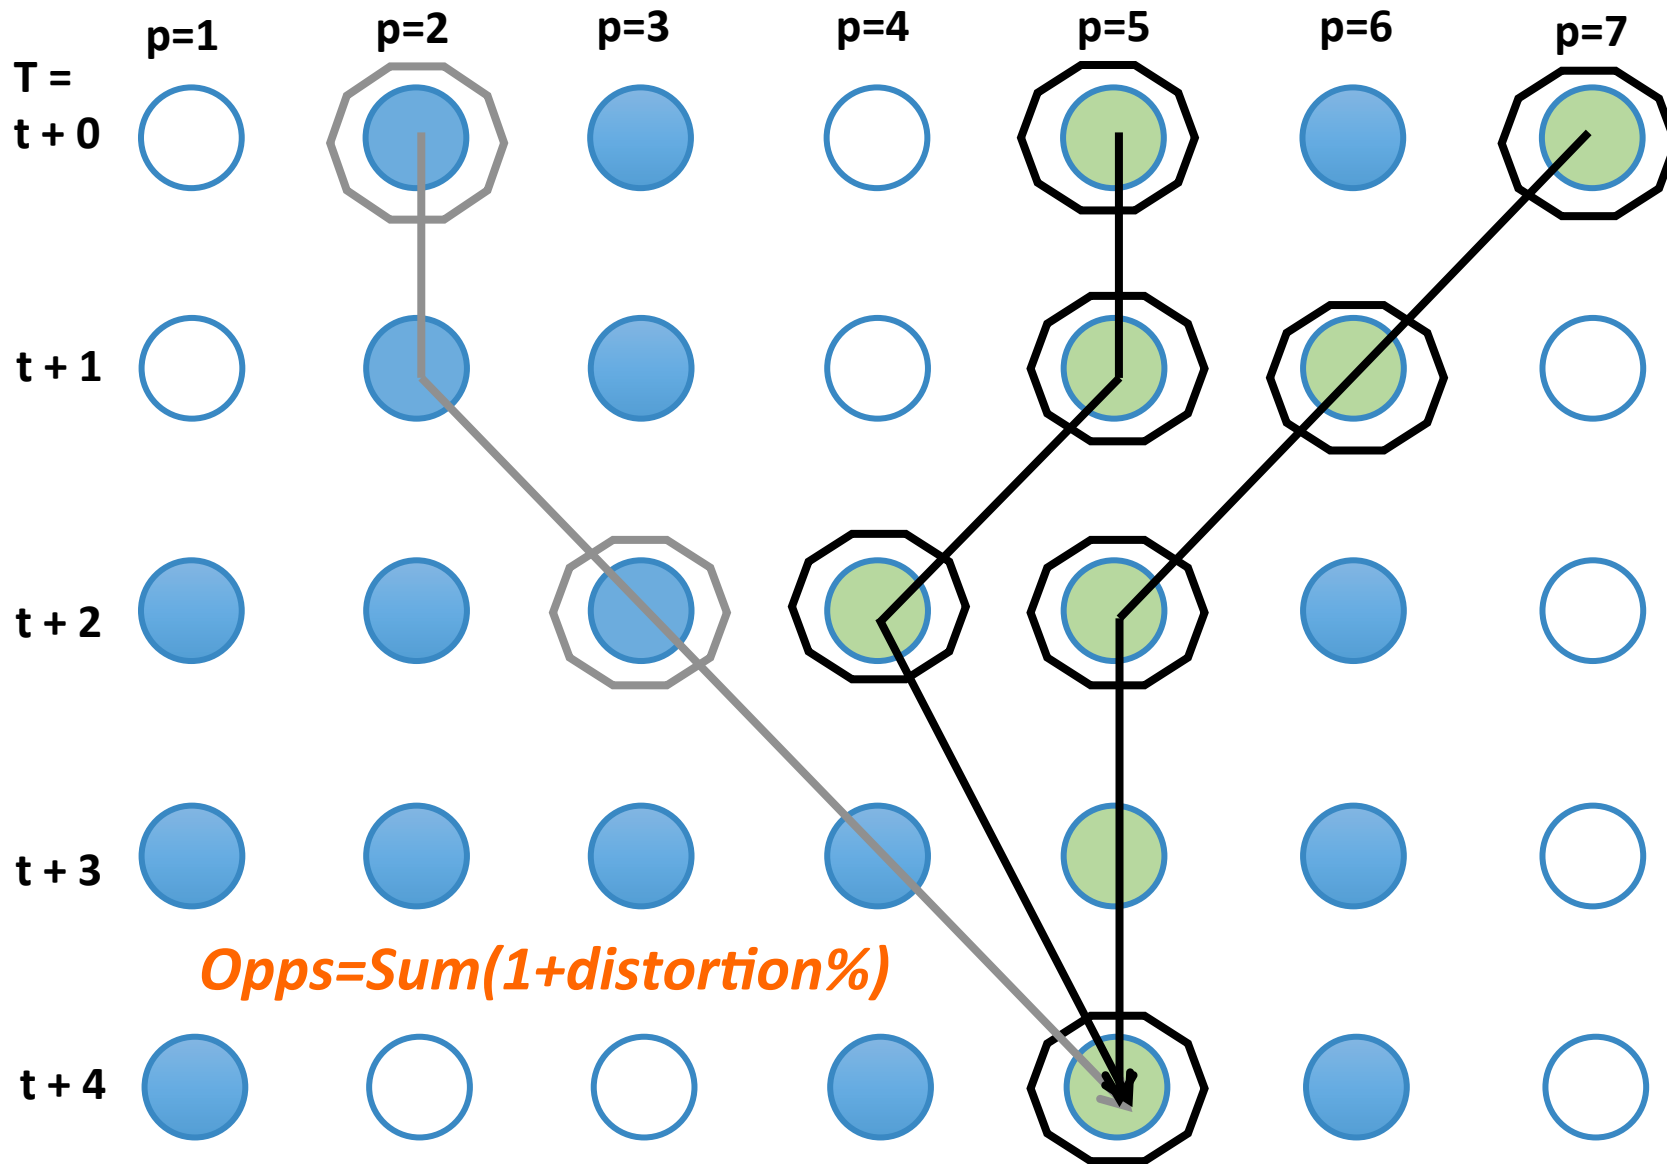 p=1 p=2 p=3 p=4 p=5 p=6 p=7
T =
t + 0
t + 1
t + 2
t + 3
Opps=Sum(1+distortion%)
t + 4